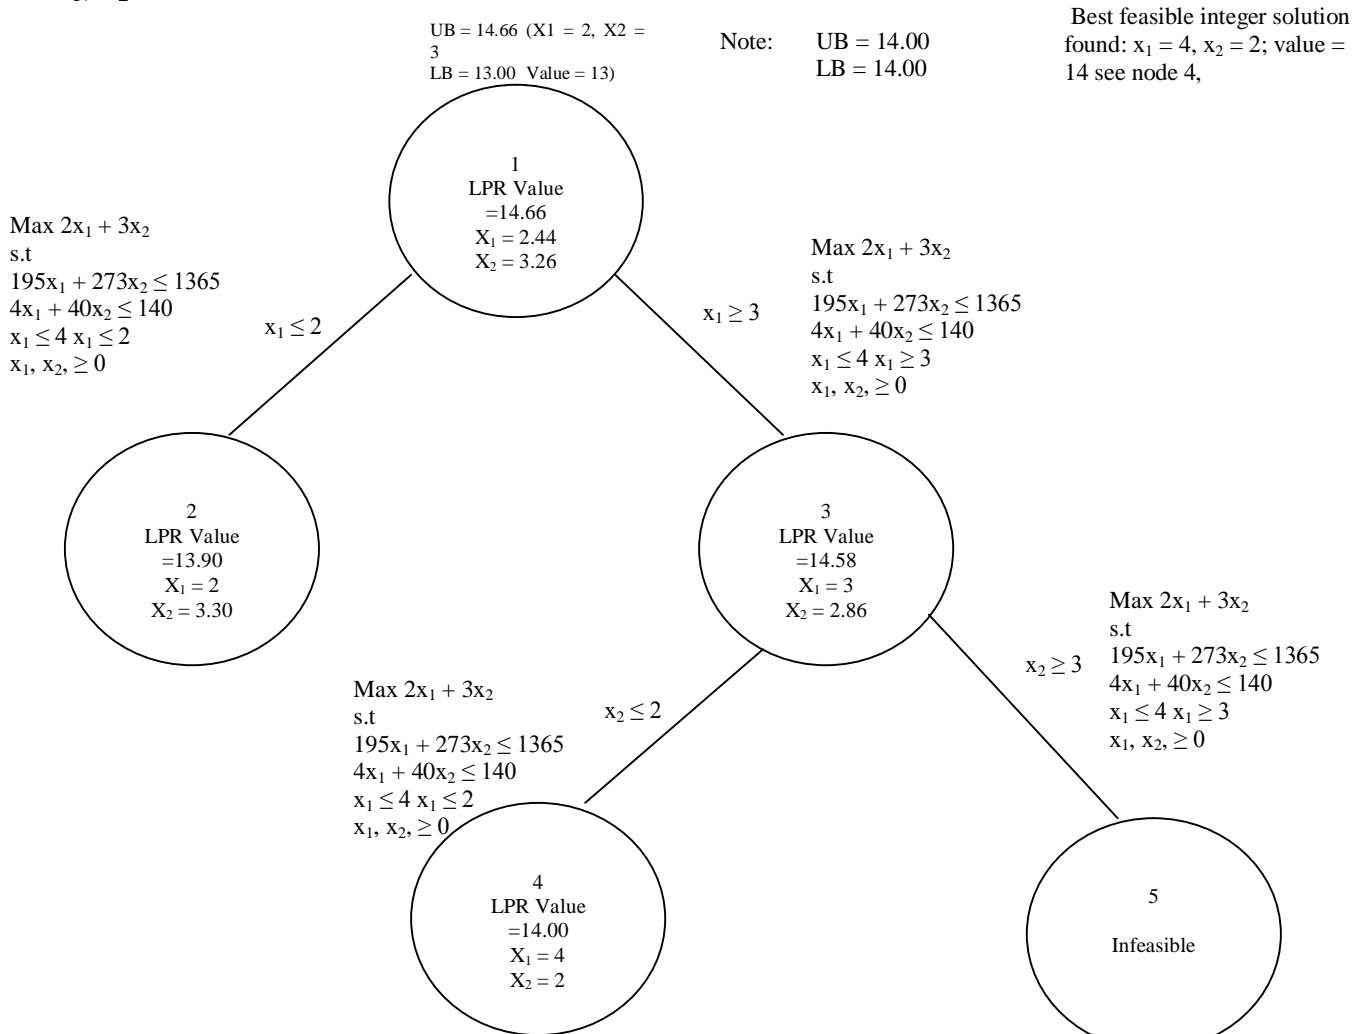 UB = 14.66 (X1 = 2, X2 =
3
LB = 13.00 Value = 13)
Note: UB = 14.00
LB = 14.00
Best feasible integer solution
found: x₁ = 4, x₂ = 2; value =
14 see node 4,
1
LPR Value
=14.66
X₁ = 2.44
X₂ = 3.26
Max 2x₁ + 3x₂
s.t
195x₁ + 273x₂ ≤ 1365
4x₁ + 40x₂ ≤ 140
x₁ ≤ 4 x₁ ≤ 2
x₁, x₂, ≥ 0
x₁ ≤ 2
x₁ ≥ 3
Max 2x₁ + 3x₂
s.t
195x₁ + 273x₂ ≤ 1365
4x₁ + 40x₂ ≤ 140
x₁ ≤ 4 x₁ ≥ 3
x₁, x₂, ≥ 0
2
LPR Value
=13.90
X₁ = 2
X₂ = 3.30
3
LPR Value
=14.58
X₁ = 3
X₂ = 2.86
Max 2x₁ + 3x₂
s.t
195x₁ + 273x₂ ≤ 1365
4x₁ + 40x₂ ≤ 140
x₁ ≤ 4 x₁ ≤ 2
x₁, x₂, ≥ 0
x₂ ≤ 2
x₂ ≥ 3
Max 2x₁ + 3x₂
s.t
195x₁ + 273x₂ ≤ 1365
4x₁ + 40x₂ ≤ 140
x₁ ≤ 4 x₁ ≥ 3
x₁, x₂, ≥ 0
4
LPR Value
=14.00
X₁ = 4
X₂ = 2
5
Infeasible